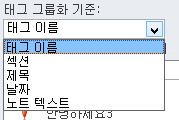 태그 그룹화 기준:
태그 이름
태그 이름
섹션
제목
날짜
노트 텍스트
안녕하세요3